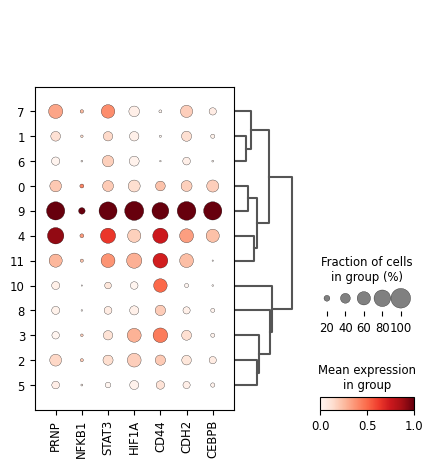 7
1
6
0
9
4
11
10
8
3
2
5
PRNP
NFKB1
STAT3
HIF1A
CD44
CDH2
CEBPB
Fraction of cells
in group (%)
20 40 60 80 100
Mean expression
in group
0.0 0.5 1.0